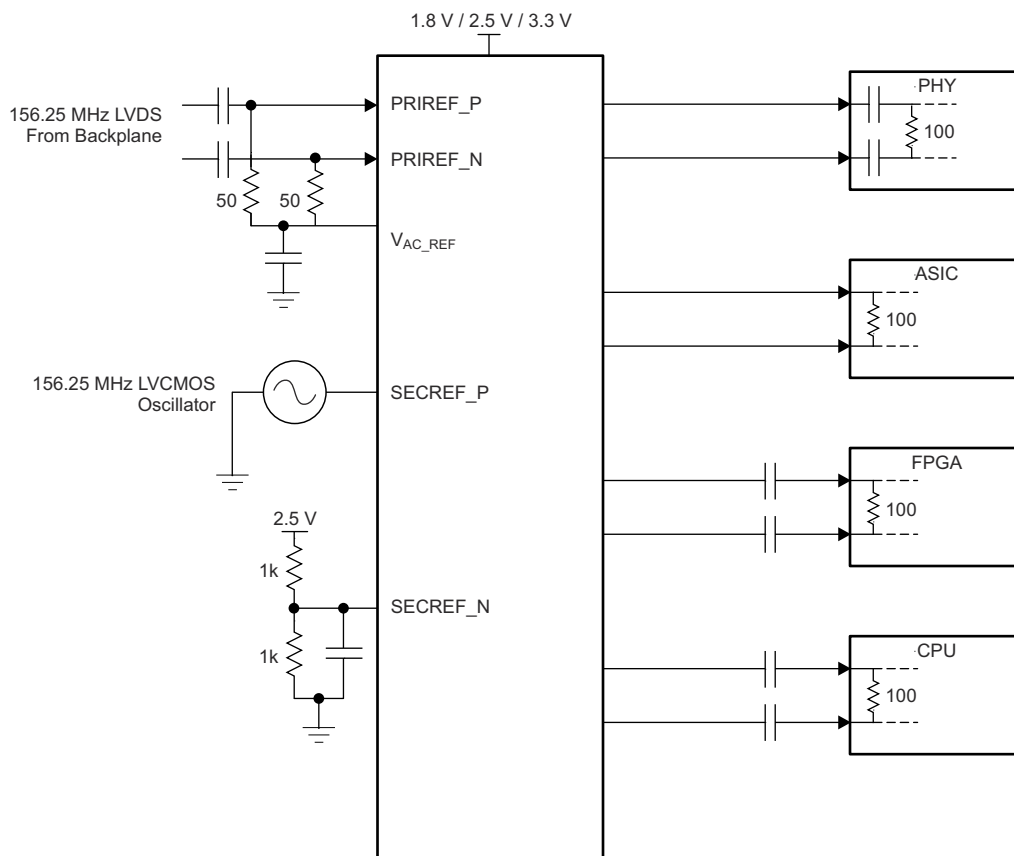 1.8 V / 2.5 V / 3.3 V
156.25 MHz LVDS
From Backplane
PRIREF_P
PRIREF_N
50
50
VAC_REF
156.25 MHz LVCMOS
Oscillator
SECREF_P
2.5 V
1k
SECREF_N
1k
PHY
100
ASIC
100
FPGA
100
CPU
100